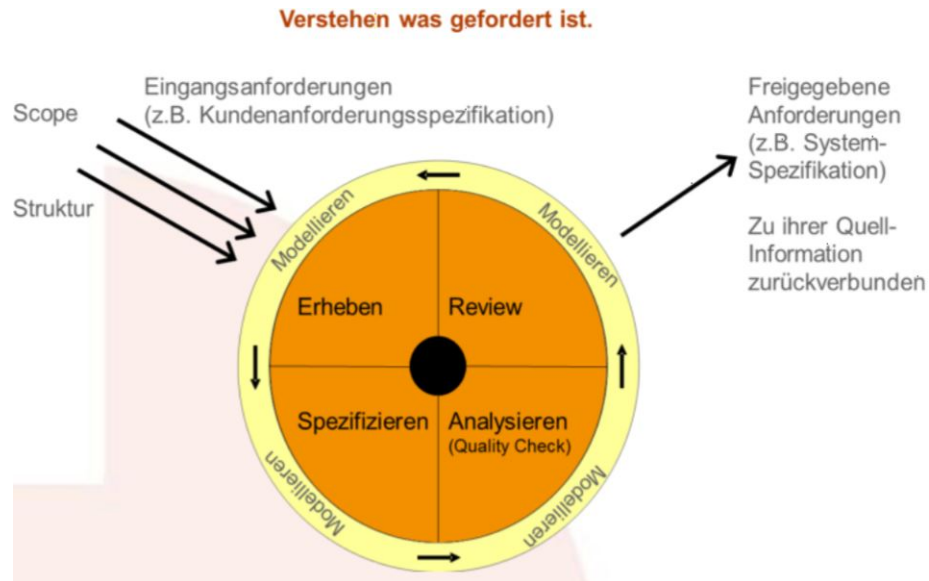 Verstehen was gefordert ist.
Scope
Struktur
Eingangsanforderungen
(z.B. Kundenanforderungsspezifikation)
Freigegebene
Anforderungen
(z.B. System-
Spezifikation)
Zu ihrer Quell-
Information
zurückverbunden
Modellieren
Modellieren
Erheben
Review
Spezifizieren
Analysieren
(Quality Check)
Modellieren
Modellieren